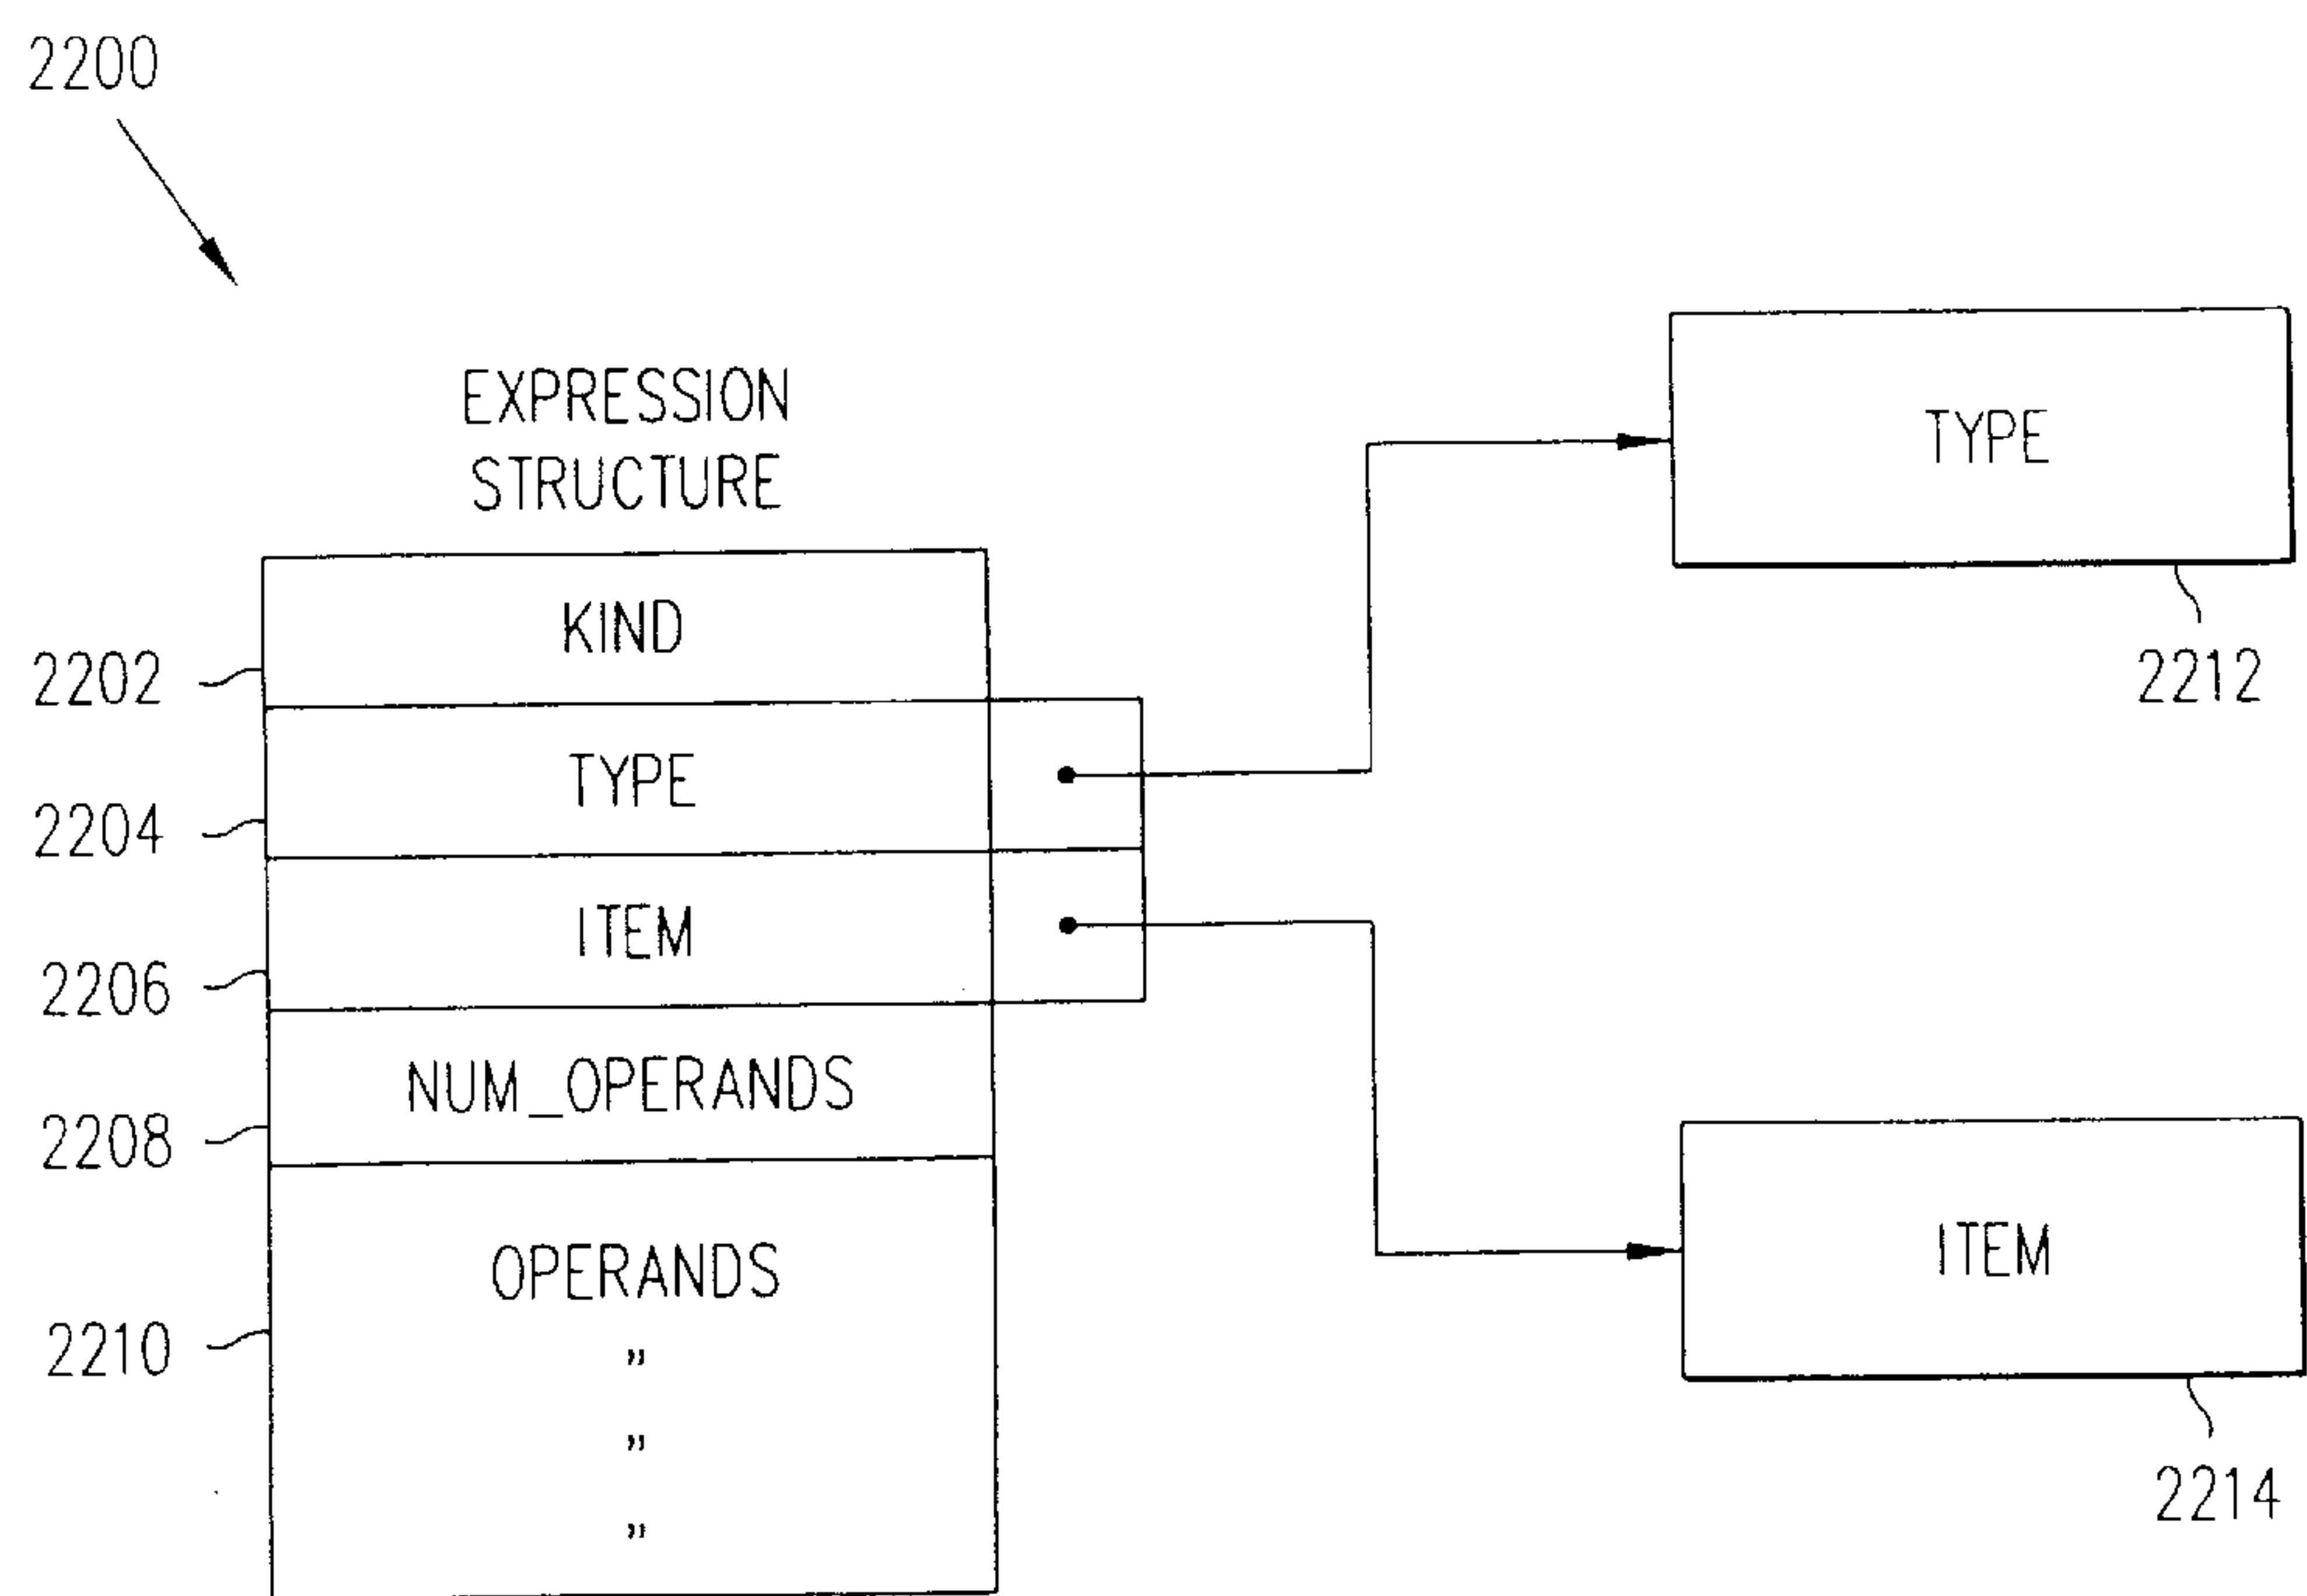 2200
EXPRESSION
STRUCTURE
KIND
2202
TYPE
2204
ITEM
2206
NUM_OPERANDS
2208
OPERANDS
"
"
"
2210
TYPE
2212
ITEM
2214